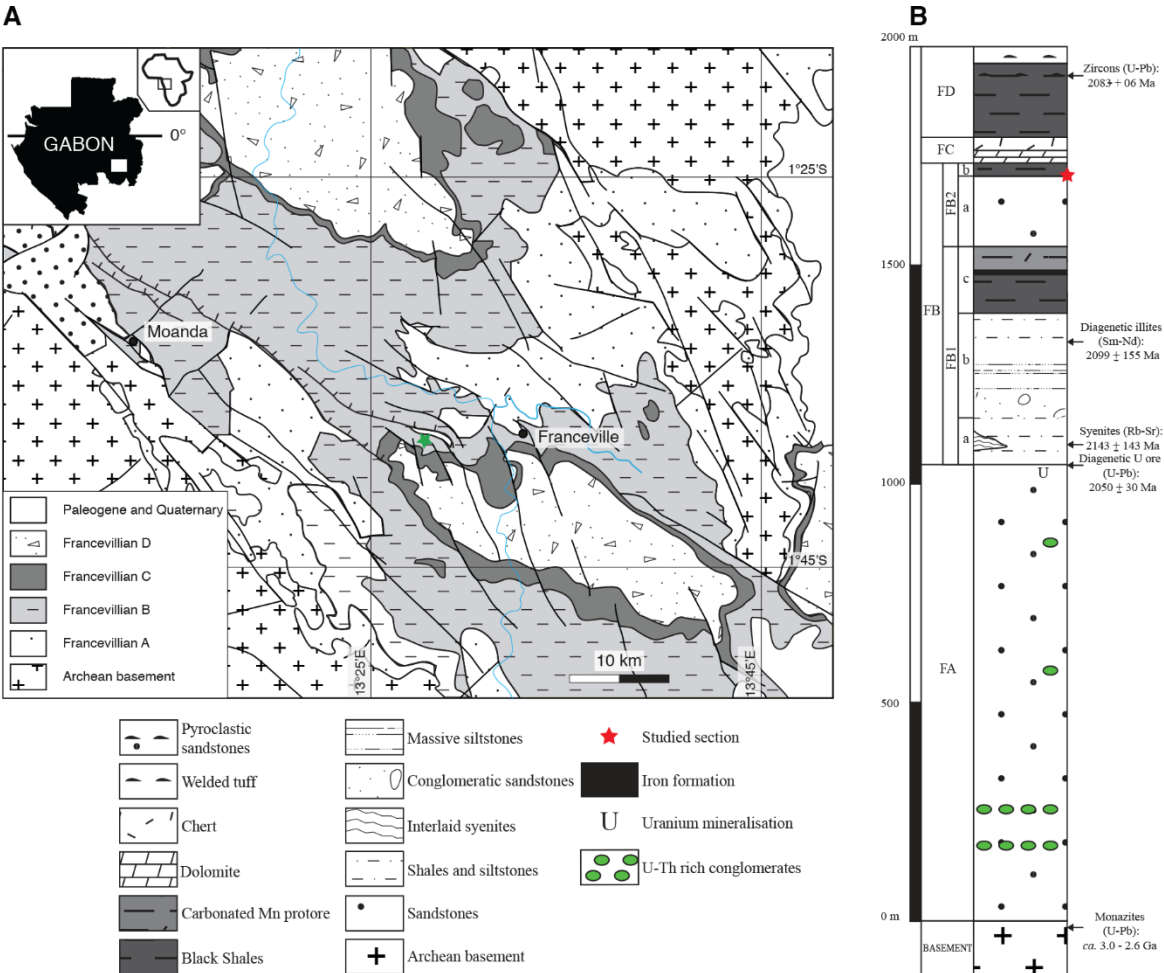 A
GABON
0°
1°25'S
Moanda
Franceville
1°45'S
13°25'E
13°45'E
10 km
Paleogene and Quaternary
Francevillian D
Francevillian C
Francevillian B
Francevillian A
Archean basement
Pyroclastic
sandstones
Welded tuff
Chert
Dolomite
Carbonated Mn protore
Black Shales
Massive siltstones
Conglomeratic sandstones
Interlaid syenites
Shales and siltstones
Sandstones
Archean basement
Studied section
Iron formation
U
Uranium mineralisation
U-Th rich conglomerates
B
2000 m
1500
1000
500
0 m
FD
FC
FB
FB2
b
a
FB1
c
b
a
FA
BASEMENT
U
Zircons (U-Pb):
2083 + 06 Ma
Diagenetic illites
(Sm-Nd):
2099 ± 155 Ma
Syenites (Rb-Sr):
2143 ± 143 Ma
Diagenetic U ore
(U-Pb):
2050 ± 30 Ma
Monazites
(U-Pb):
ca. 3.0 - 2.6 Ga